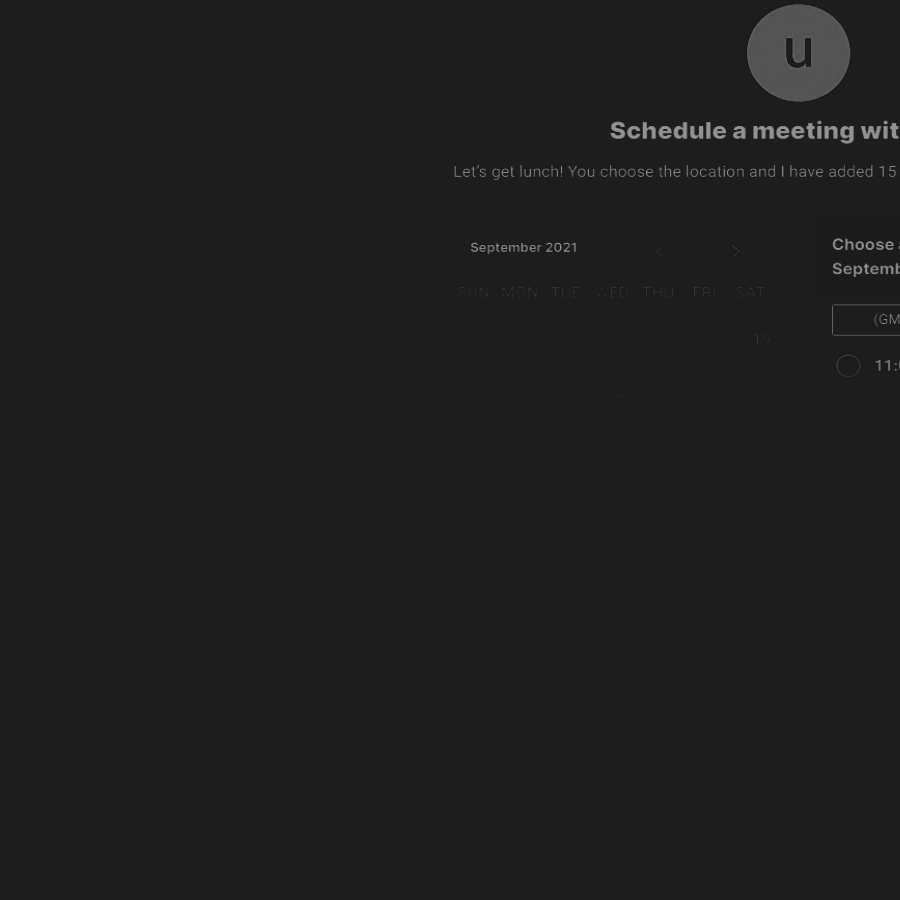 u
Schedule a meeting wit
Let's get lunch! You choose the location and I have added 15
September 2021
SUN MON TUE WED THU FRI SAT
Choose
Septemb
(GM
11: